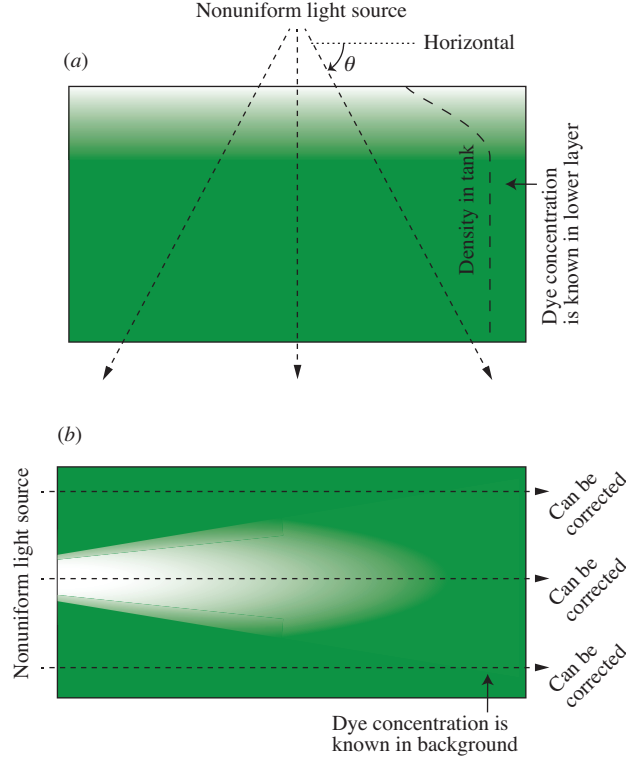 Nonuniform light source
Horizontal
(a)
θ
Density in tank
Dye concentration
is known in lower layer
(b)
Nonuniform light source
Can be
corrected
Can be
corrected
Can be
corrected
Dye concentration is
known in background